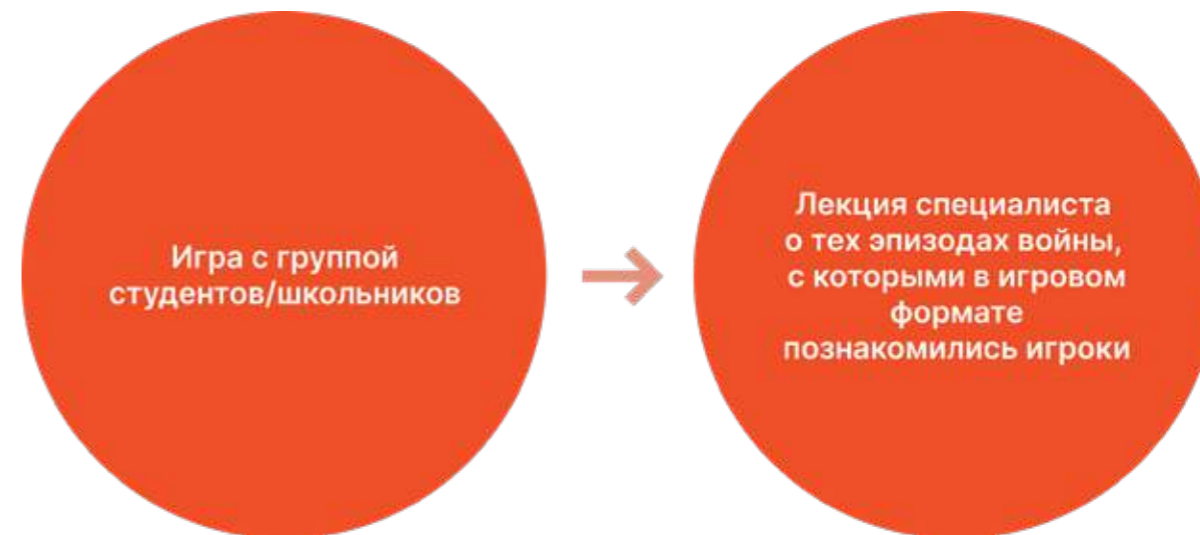 Игра с группой
студентов/школьников
Лекция специалиста
о тех эпизодах войны,
с которыми в игровом
формате
познакомились игроки